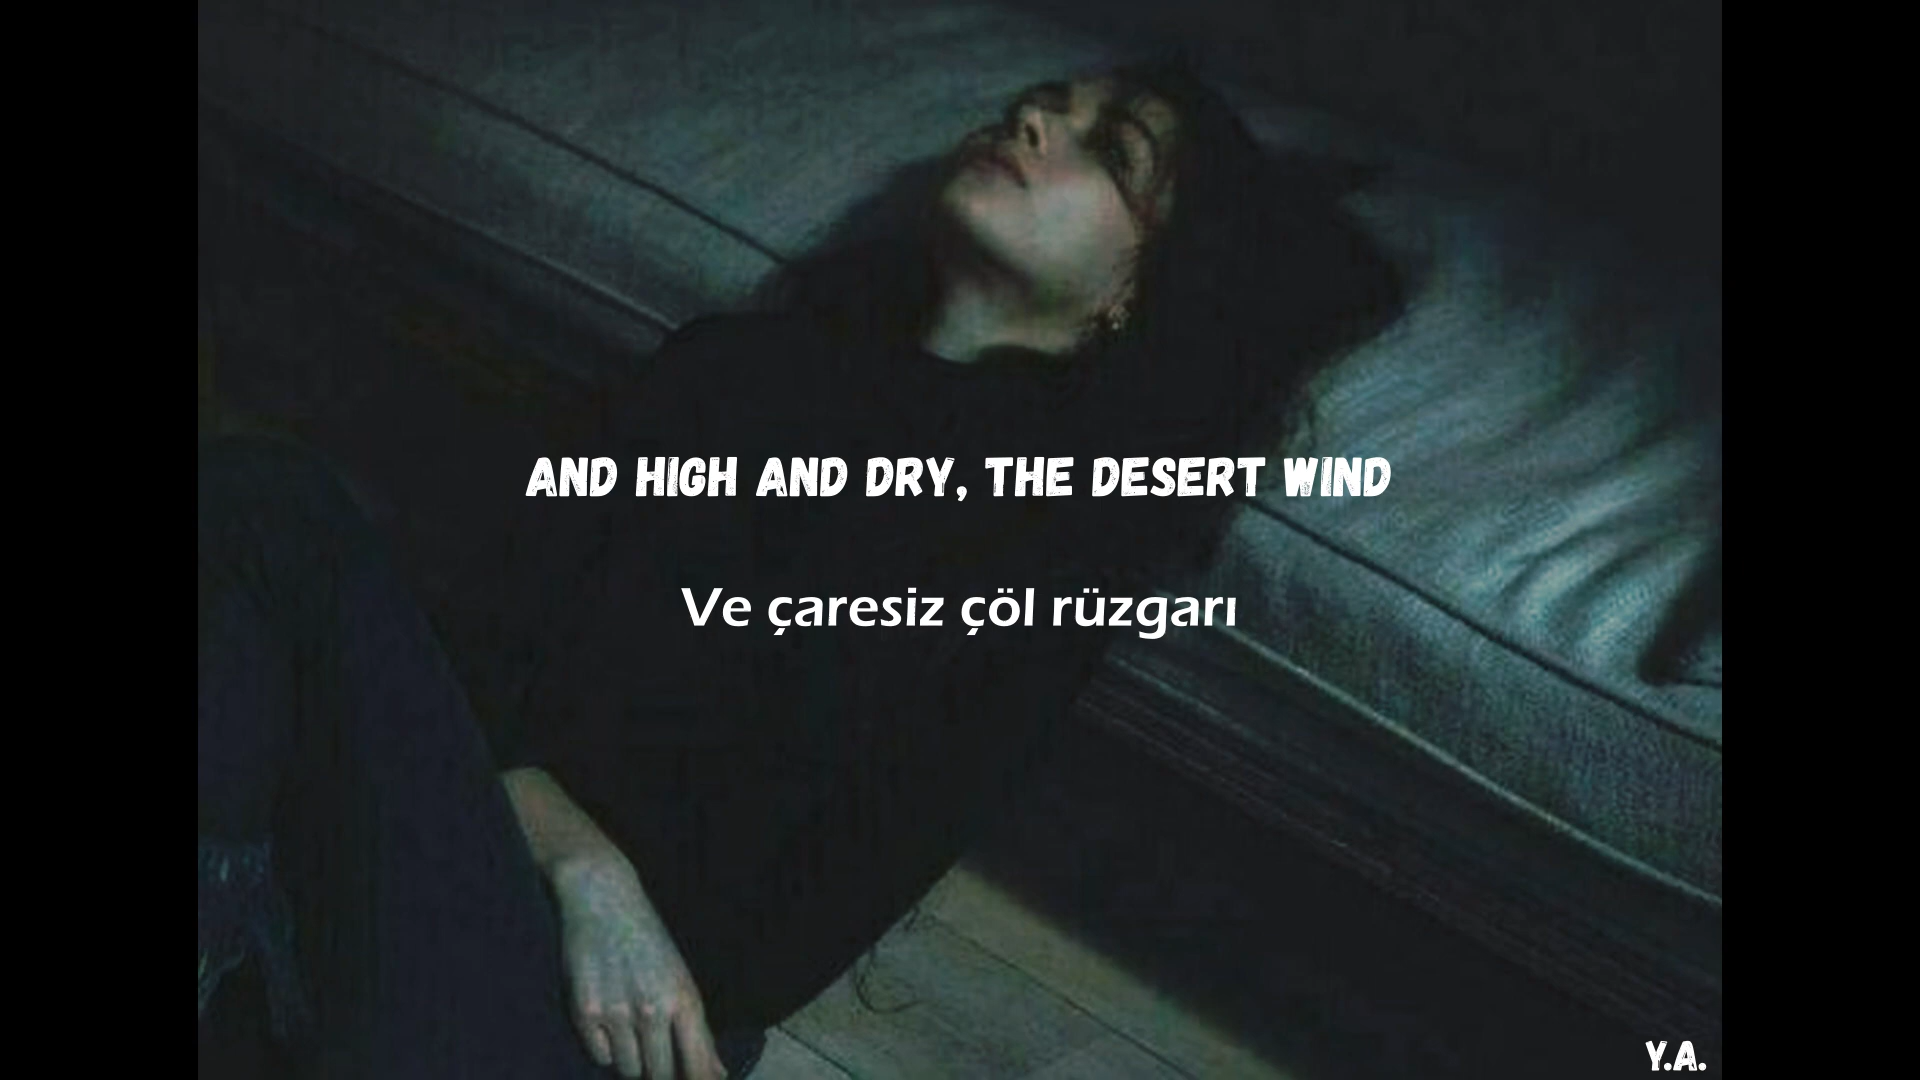 AND HIGH AND DRY, THE DESERT WIND
Ve çaresiz çöl rüzgarı
Y.A.